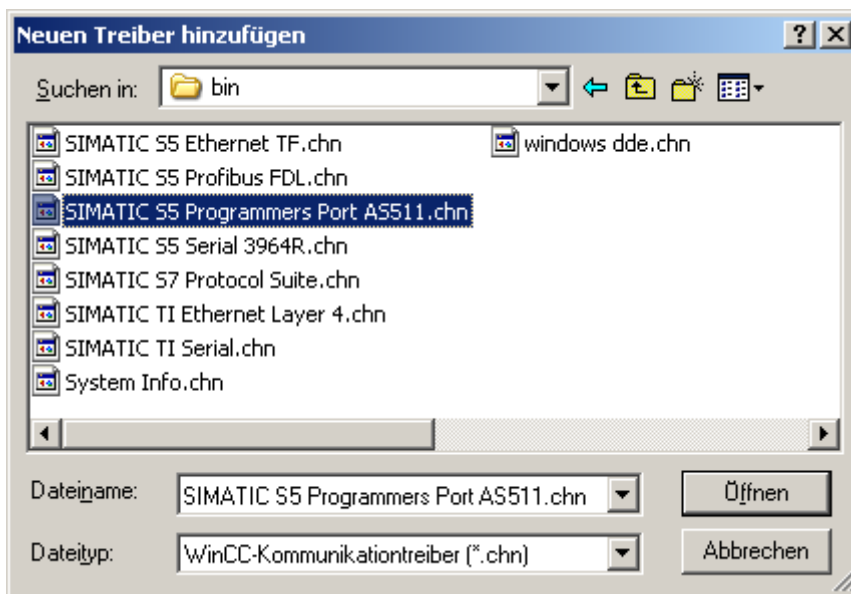 Neuen Treiber hinzufügen
Suchen in: bin
SIMATIC S5 Ethernet TF.chn
SIMATIC S5 Profibus FDL.chn
SIMATIC S5 Programmers Port AS511.chn
SIMATIC S5 Serial 3964R.chn
SIMATIC S7 Protocol Suite.chn
SIMATIC TI Ethernet Layer 4.chn
SIMATIC TI Serial.chn
System Info.chn
windows dde.chn
Dateiname: SIMATIC S5 Programmers Port AS511.chn Öffnen
Dateityp: WinCC-Kommunikationtreiber (*.chn) Abbrechen